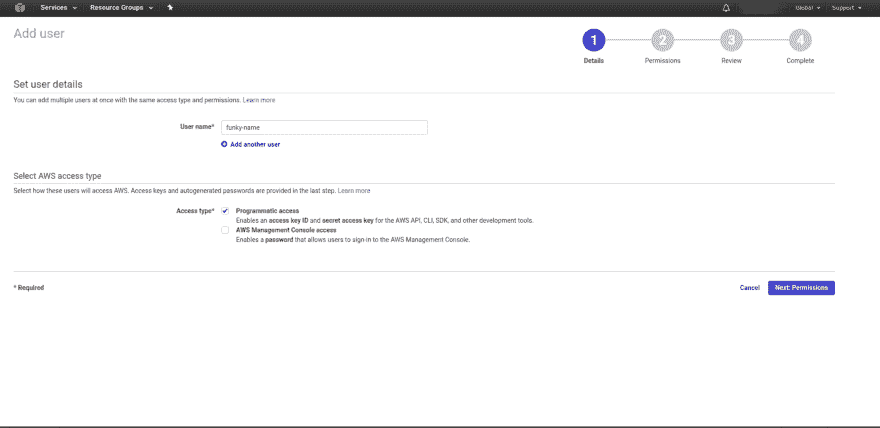 Services Resource Groups Global Support
Add user
1 2 3 4
Details Permissions Review Complete
Set user details
You can add multiple users at once with the same access type and permissions. Learn more
User name* funky-name
Add another user
Select AWS access type
Select how these users will access AWS. Access keys and autogenerated passwords are provided in the last step. Learn more
Access type* Programmatic access
Enables an access key ID and secret access key for the AWS API, CLI, SDK, and other development tools.
AWS Management Console access
Enables a password that allows users to sign-in to the AWS Management Console.
* Required Cancel Next: Permissions